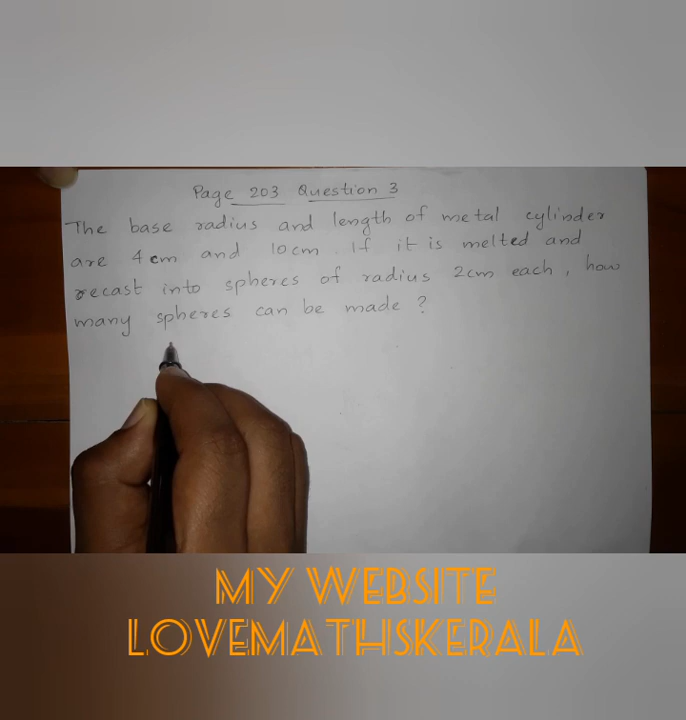 Page 203 Question 3
The base radius and length of metal cylinder
are 4 cm and 10 cm. If it is melted and
recast into spheres of radius 2cm each, how
many spheres can be made ?
MY WEBSITE
LOVEMATHSKERALA